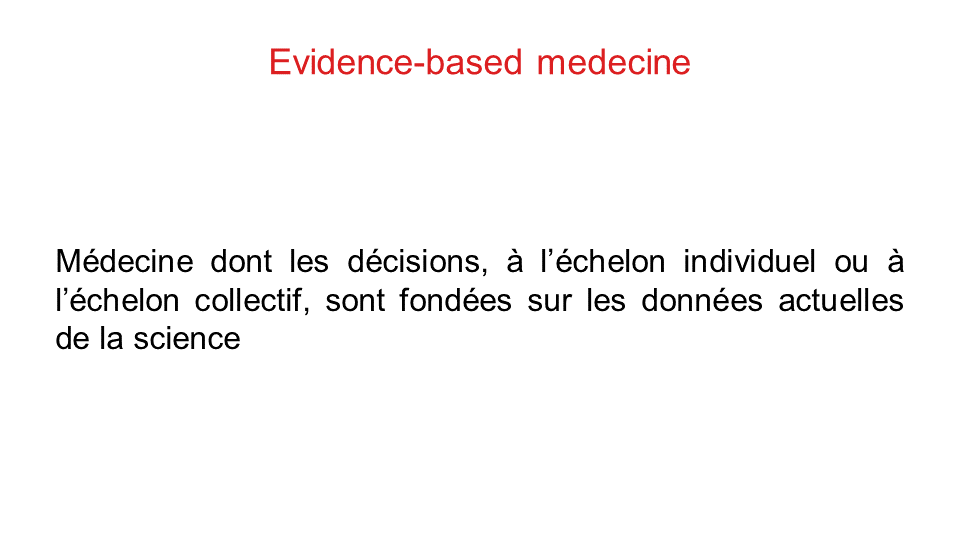 Evidence-based medecine
Médecine dont les décisions, à l’échelon individuel ou à
l’échelon collectif, sont fondées sur les données actuelles
de la science